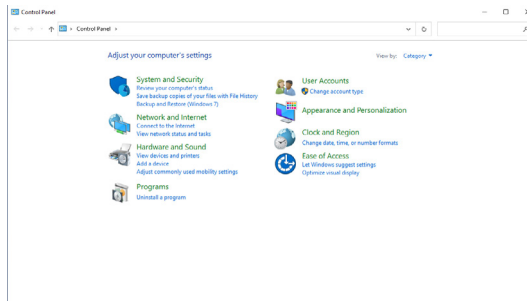 Control Panel
Control Panel
Adjust your computer's settings
View by: Category
System and Security
Review your computer's status
Save backup copies of your files with File History
Backup and Restore (Windows 7)
Network and Internet
Connect to the Internet
View network status and tasks
Hardware and Sound
View devices and printers
Add a device
Adjust commonly used mobility settings
Programs
Uninstall a program
User Accounts
Change account type
Appearance and Personalization
Clock and Region
Change date, time, or number formats
Ease of Access
Let Windows suggest settings
Optimize visual display